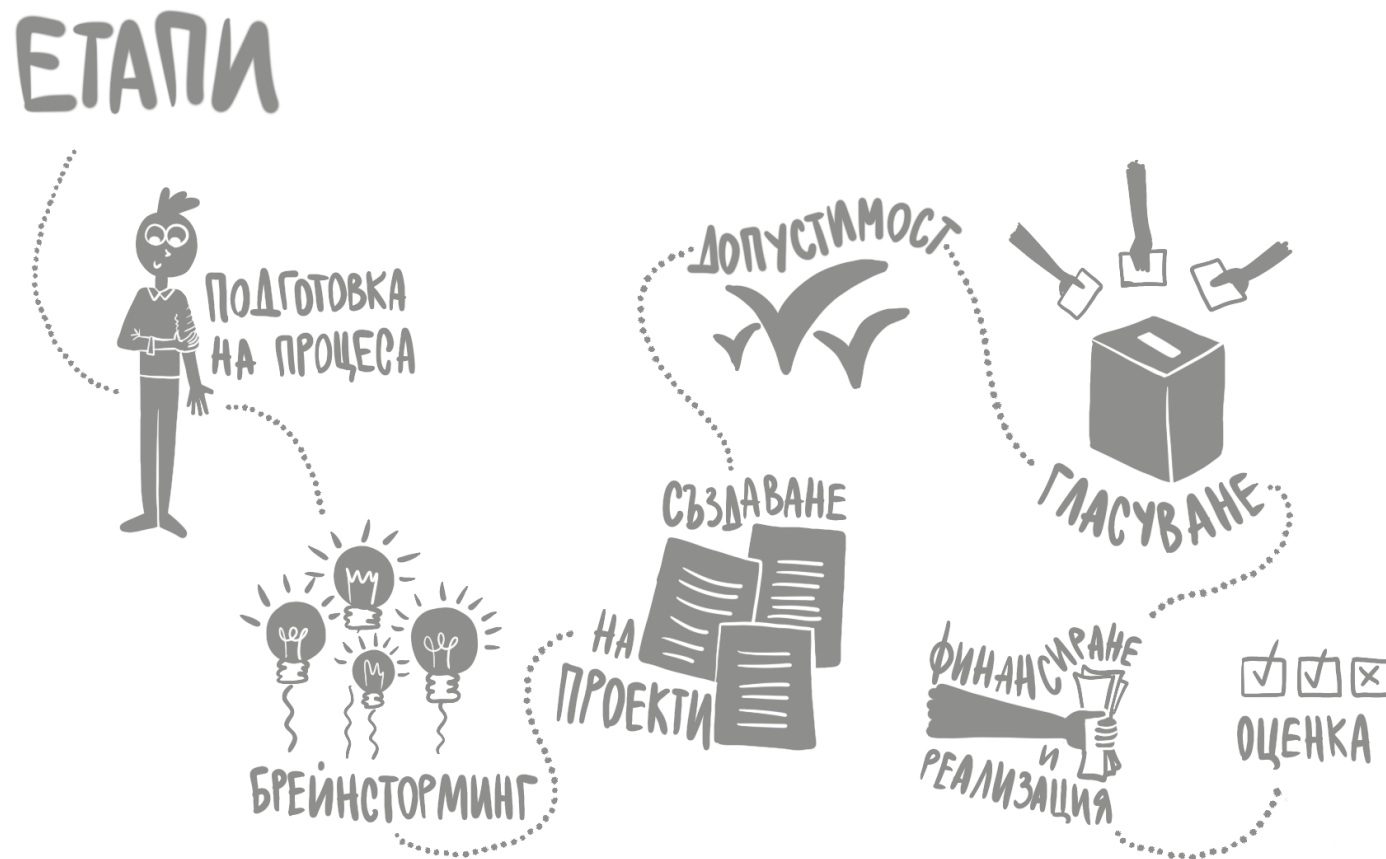 ЕТАПИ
ПОДГОТОВКА
НА ПРОЦЕСА
БРЕЙНСТОРМИНГ
СЪЗДАВАНЕ
НА
ПРОЕКТИ
ДОПУСТИМОСТ
ГЛАСУВАНЕ
ФИНАНСИРАНЕ
И
РЕАЛИЗАЦИЯ
ОЦЕНКА